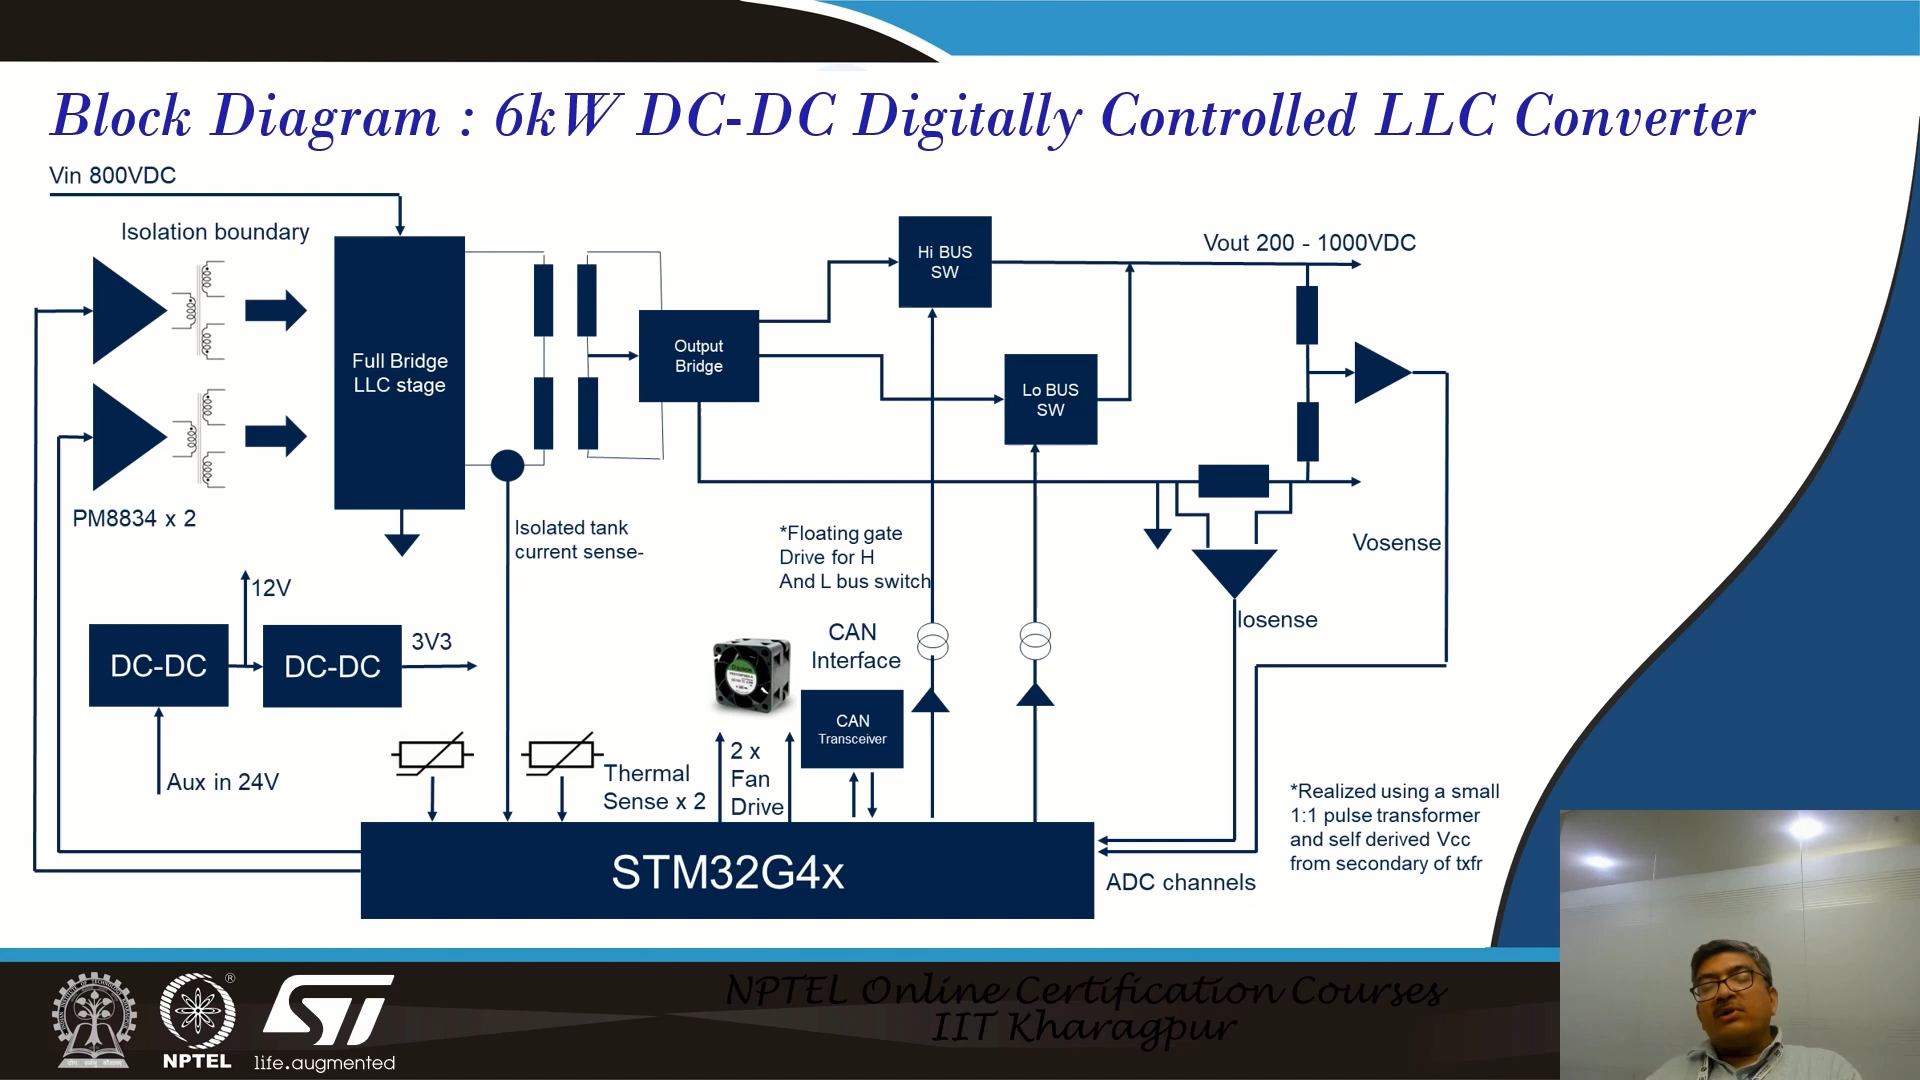 Block Diagram : 6kW DC-DC Digitally Controlled LLC Converter
Vin 800VDC
Isolation boundary
Full Bridge
LLC stage
PM8834 x 2
Isolated tank
current sense-
Output
Bridge
Hi BUS
SW
Lo BUS
SW
Vout 200 - 1000VDC
*Floating gate
Drive for H
And L bus switch
Vosense
Iosense
12V
DC-DC
DC-DC
3V3
Aux in 24V
CAN
Interface
CAN
Transceiver
Thermal
Sense x 2
2 x
Fan
Drive
STM32G4x
ADC channels
*Realized using a small
1:1 pulse transformer
and self derived Vcc
from secondary of txfr
NPTEL
®
ST
life.augmented
NPTEL Online Certification Courses
IIT Kharagpur